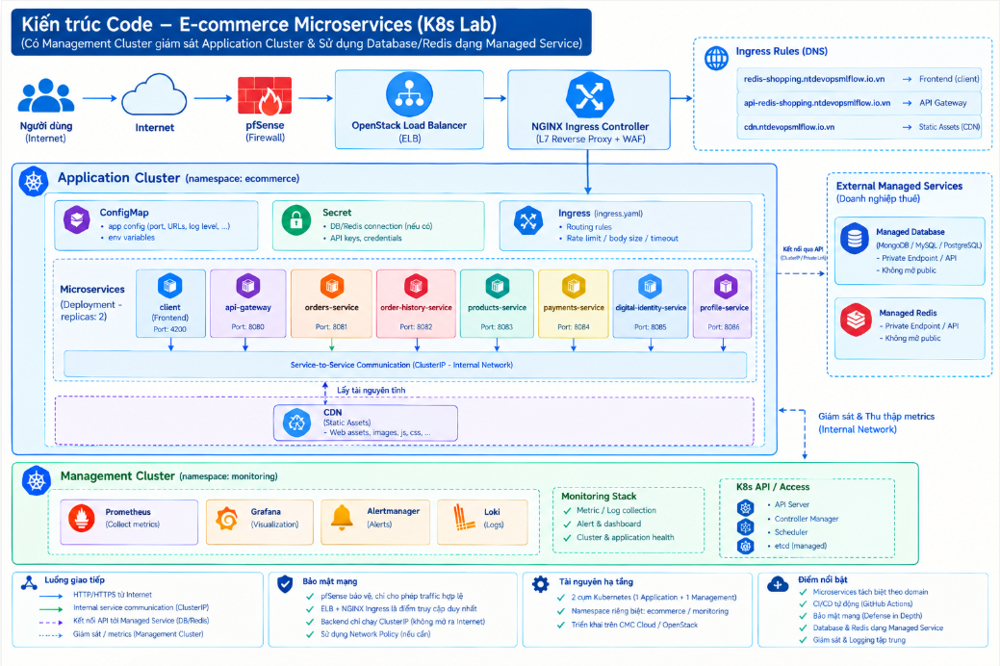 Kiến trúc Code – E-commerce Microservices (K8s Lab)
(Có Management Cluster giám sát Application Cluster & Sử dụng Database/Redis dạng Managed Service)
Người dùng
(Internet)
Internet
pfSense
(Firewall)
OpenStack Load Balancer
(ELB)
NGINX Ingress Controller
(L7 Reverse Proxy + WAF)
Ingress Rules (DNS)
redis-shopping.ntdevopsmlflow.io.vn → Frontend (client)
api-redis-shopping.ntdevopsmlflow.io.vn → API Gateway
cdn.ntdevopsmlflow.io.vn → Static Assets (CDN)
Application Cluster (namespace: ecommerce)
ConfigMap
• app config (port, URLs, log level, ...)
• env variables
Secret
• DB/Redis connection (nếu có)
• API keys, credentials
Ingress (ingress.yaml)
• Routing rules
• Rate limit / body size / timeout
Microservices
(Deployment –
replicas: 2)
client
(Frontend)
Port: 4200
api-gateway
Port: 8080
orders-service
Port: 8081
order-history-service
Port: 8082
products-service
Port: 8083
payments-service
Port: 8084
digital-identity-service
Port: 8085
profile-service
Port: 8086
Service-to-Service Communication (ClusterIP – Internal Network)
Lấy tài nguyên tĩnh
CDN
(Static Assets)
– Web assets, images, js, css, ...
Kết nối qua API
(ClusterIP / Private Link)
External Managed Services
(Doanh nghiệp thuê)
Managed Database
(MongoDB / MySQL / PostgreSQL)
– Private Endpoint / API
– Không mở public
Managed Redis
– Private Endpoint / API
– Không mở public
Giám sát & Thu thập metrics
(Internal Network)
Management Cluster (namespace: monitoring)
Prometheus
(Collect metrics)
Grafana
(Visualization)
Alertmanager
(Alerts)
Loki
(Logs)
Monitoring Stack
✓ Metric / Log collection
✓ Alert & dashboard
✓ Cluster & application health
K8s API / Access
• API Server
• Controller Manager
• Scheduler
• etcd (managed)
Luồng giao tiếp
HTTP/HTTPS từ Internet
Internal service communication (ClusterIP)
Kết nối API tới Managed Service (DB/Redis)
Giám sát / metrics (Management Cluster)
Bảo mật mạng
✓ pfSense bảo vệ, chỉ cho phép traffic hợp lệ
✓ ELB + NGINX Ingress là điểm truy cập duy nhất
✓ Backend chỉ chạy ClusterIP (không mở ra Internet)
✓ Sử dụng Network Policy (nếu cần)
Tài nguyên hạ tầng
✓ 2 cụm Kubernetes (1 Application + 1 Management)
✓ Namespace riêng biệt: ecommerce / monitoring
✓ Triển khai trên CMC Cloud / OpenStack
Điểm nổi bật
✓ Microservices tách biệt theo domain
✓ CI/CD tự động (GitHub Actions)
✓ Bảo mật mạng (Defense in Depth)
✓ Database & Redis dạng Managed Service
✓ Giám sát & Logging tập trung